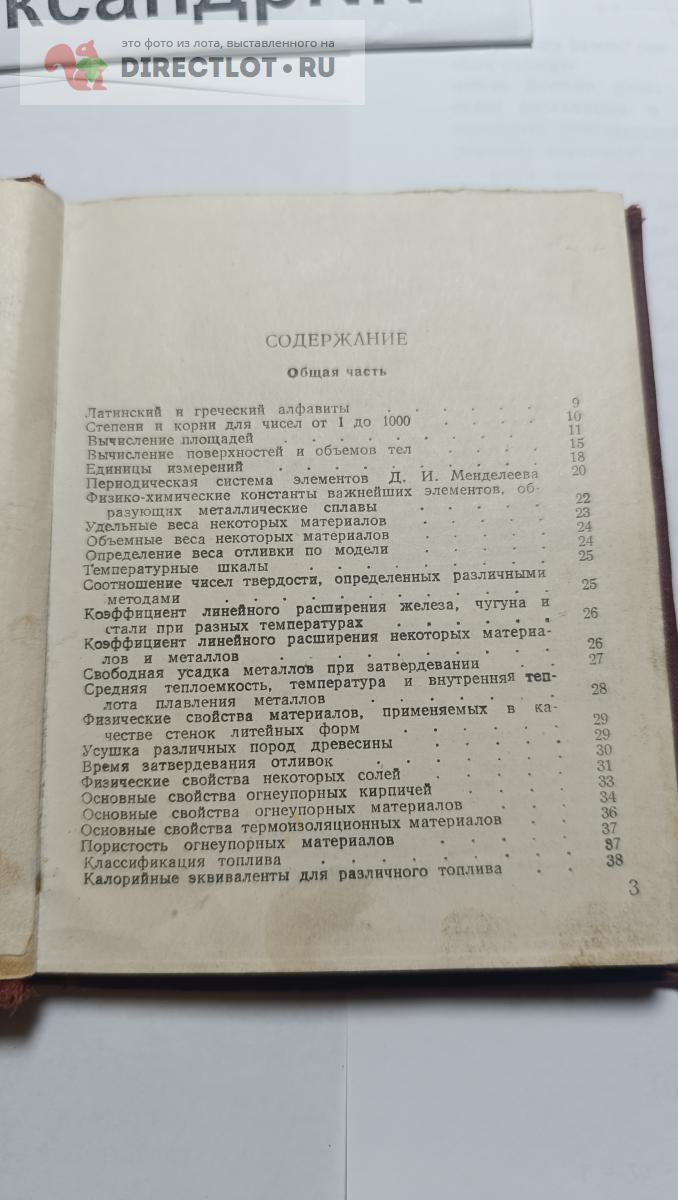 это фото из лота, выставленного на
DIRECTLOT.RU
СОДЕРЖАНИЕ
Общая часть
Латинский и греческий алфавиты . . . . . . 9
Степени и корни для чисел от 1 до 1000 . . . . 10
Вычисление площадей . . . . . . . . . 11
Вычисление поверхностей и объемов тел . . . . 15
Единицы измерений . . . . . . . . . 18
Периодическая система элементов Д. И. Менделеева 20
Физико-химические константы важнейших элементов, об-
разующих металлические сплавы . . . . . 22
Удельные веса некоторых материалов . . . . . 23
Объемные веса некоторых материалов . . . . . 24
Определение веса отливки по модели . . . . . 24
Температурные шкалы . . . . . . . . 25
Соотношение чисел твердости, определенных различными
методами . . . . . . . . . . . 25
Коэффициент линейного расширения железа, чугуна и
стали при разных температурах . . . . . . 26
Коэффициент линейного расширения некоторых материа-
лов и металлов . . . . . . . . . 26
Свободная усадка металлов при затвердевании . . 27
Средняя теплоемкость, температура и внутренняя теп-
лота плавления металлов . . . . . . 28
Физические свойства материалов, применяемых в ка-
честве стенок литейных форм . . . . . 29
Усушка различных пород древесины . . . . . 29
Время затвердевания отливок . . . . . . 30
Физические свойства некоторых солей . . . . . 31
Основные свойства огнеупорных кирпичей . . . . 33
Основные свойства огнеупорных материалов . . . 34
Основные свойства термоизоляционных материалов . . 36
Пористость огнеупорных материалов . . . . . 37
Классификация топлива . . . . . . . . 37
Калорийные эквиваленты для различного топлива . . 38
3